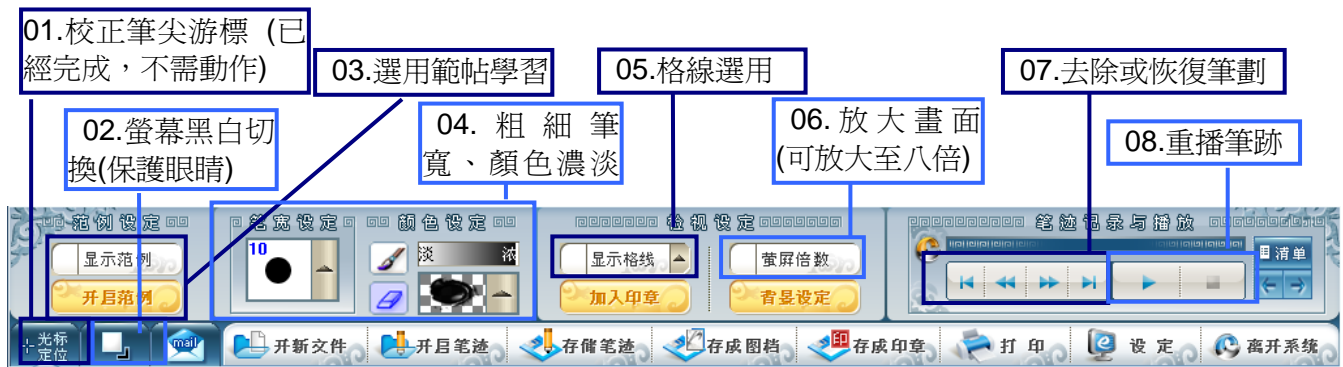 01.校正筆尖游標 (已
經完成，不需動作)
02.螢幕黑白切
換(保護眼睛)
03.選用範帖學習
04. 粗 細 筆
寬、顏色濃淡
05.格線選用
06. 放 大 畫 面
(可放大至八倍)
07.去除或恢復筆劃
08.重播筆跡
范例设定
笔宽设定
颜色设定
检视设定
笔迹记录与播放
显示范例
开启范例
10
淡
浓
显示格线
加入印章
萤屏倍数
背景设定
清单
光标
定位
mail
开新文件
开启笔迹
存储笔迹
存成图档
印
存成印章
打 印
设 定
离开系统